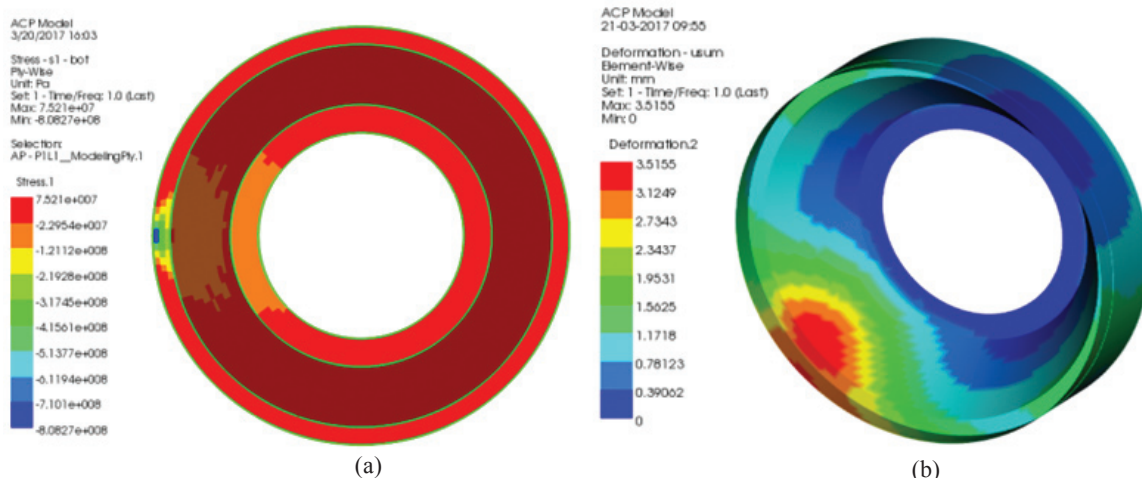 ACP Model
3/20/2017 16:03
Stress - s1 - bot
Ply-Wise
Unit: Pa
Set: 1 - Time/Freq: 1.0 (Last)
Max: 7.521e+07
Min: -8.0827e+08
Selection:
AP - P1L1__ModelingPly.1
Stress.1
7.521e+007
-2.2954e+007
-1.2112e+008
-2.1928e+008
-3.1745e+008
-4.1561e+008
-5.1377e+008
-6.1194e+008
-7.101e+008
-8.0827e+008
(a)
ACP Model
21-03-2017 09:55
Deformation - usum
Element-Wise
Unit: mm
Set: 1 - Time/Freq: 1.0 (Last)
Max: 3.5155
Min: 0
Deformation.2
3.5155
3.1249
2.7343
2.3437
1.9531
1.5625
1.1718
0.78123
0.39062
0
(b)